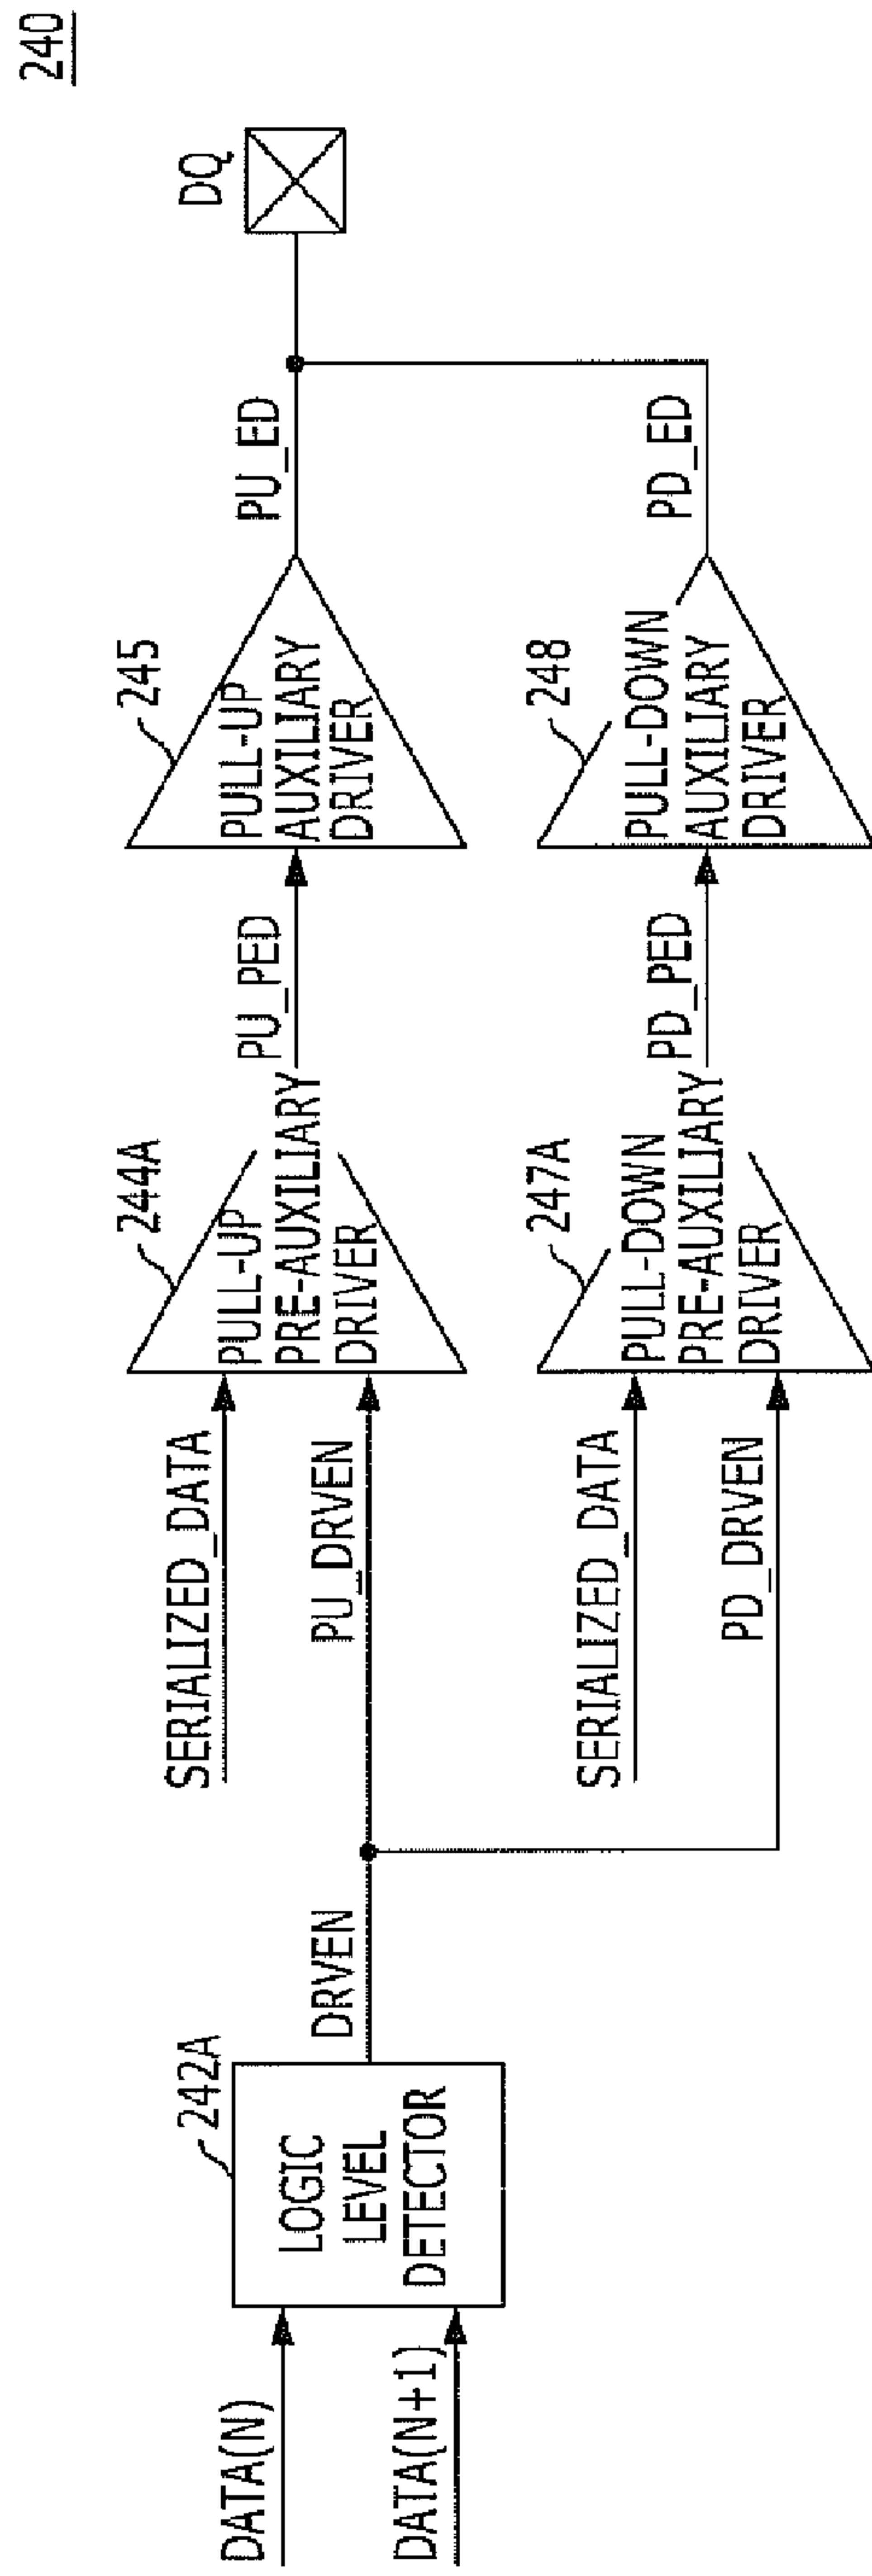 240
DATA(N)
DATA(N+1)
242A
LOGIC
LEVEL
DETECTOR
DRVEN
SERIALIZED_DATA
PU_DRVEN
244A
PULL-UP
PRE-AUXILIARY
DRIVER
PU_PED
245
PULL-UP
AUXILIARY
DRIVER
PU_ED
DQ
SERIALIZED_DATA
PD_DRVEN
247A
PULL-DOWN
PRE-AUXILIARY
DRIVER
PD_PED
248
PULL-DOWN
AUXILIARY
DRIVER
PD_ED